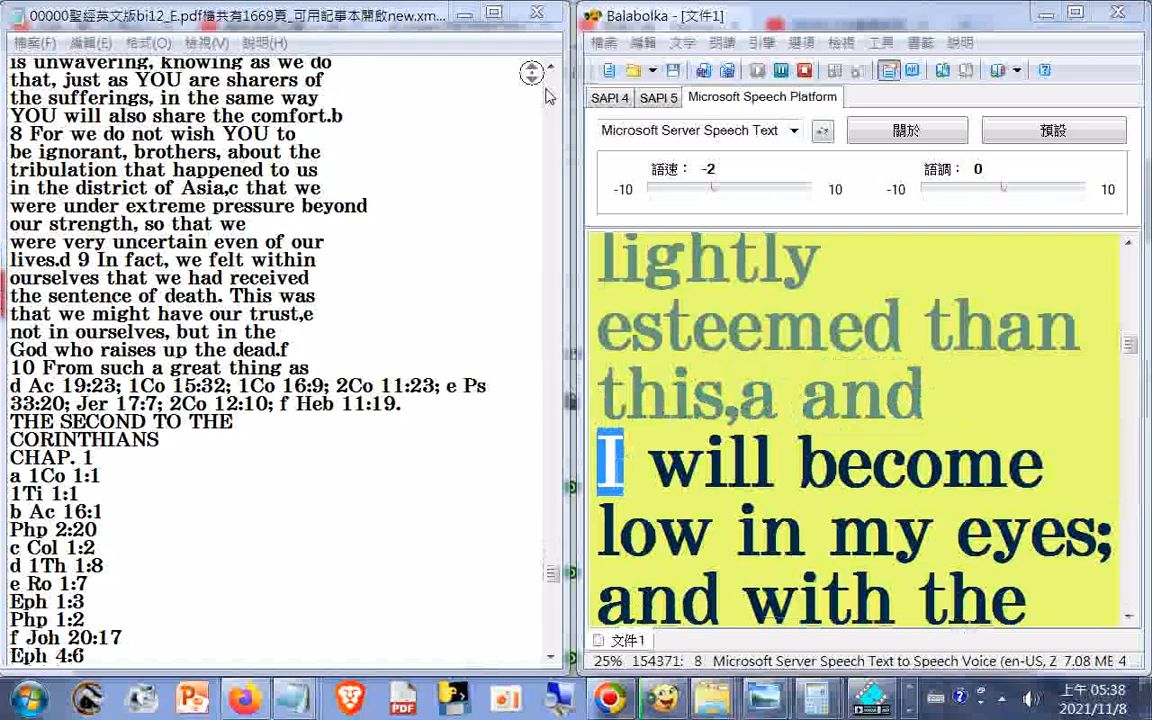 00000聖經英文版bi12_E.pdf檔共有1669頁_可用記事本開啟new.xm...
檔案(F) 編輯(E) 格式(O) 檢視(V) 說明(H)
is unwavering, knowing as we do
that, just as YOU are sharers of
the sufferings, in the same way
YOU will also share the comfort.b
8 For we do not wish YOU to
be ignorant, brothers, about the
tribulation that happened to us
in the district of Asia,c that we
were under extreme pressure beyond
our strength, so that we
were very uncertain even of our
lives.d 9 In fact, we felt within
ourselves that we had received
the sentence of death. This was
that we might have our trust,e
not in ourselves, but in the
God who raises up the dead.f
10 From such a great thing as
d Ac 19:23; 1Co 15:32; 1Co 16:9; 2Co 11:23; e Ps
33:20; Jer 17:7; 2Co 12:10; f Heb 11:19.
THE SECOND TO THE
CORINTHIANS
CHAP. 1
a 1Co 1:1
1Ti 1:1
b Ac 16:1
Php 2:20
c Col 1:2
d 1Th 1:8
e Ro 1:7
Eph 1:3
Php 1:2
f Joh 20:17
Eph 4:6
Balabolka - [文件1]
檔案 編輯 文字 朗讀 引擎 選項 檢視 工具 書籤 說明
SAPI 4 SAPI 5 Microsoft Speech Platform
Microsoft Server Speech Text 關於 預設
語速： -2 語調： 0
-10 10 -10 10
lightly
esteemed than
this,a and
I will become
low in my eyes;
and with the
文件1
25% 154371: 8 Microsoft Server Speech Text to Speech Voice (en-US, Z 7.08 ME 4
PDF
上午 05:38
2021/11/8